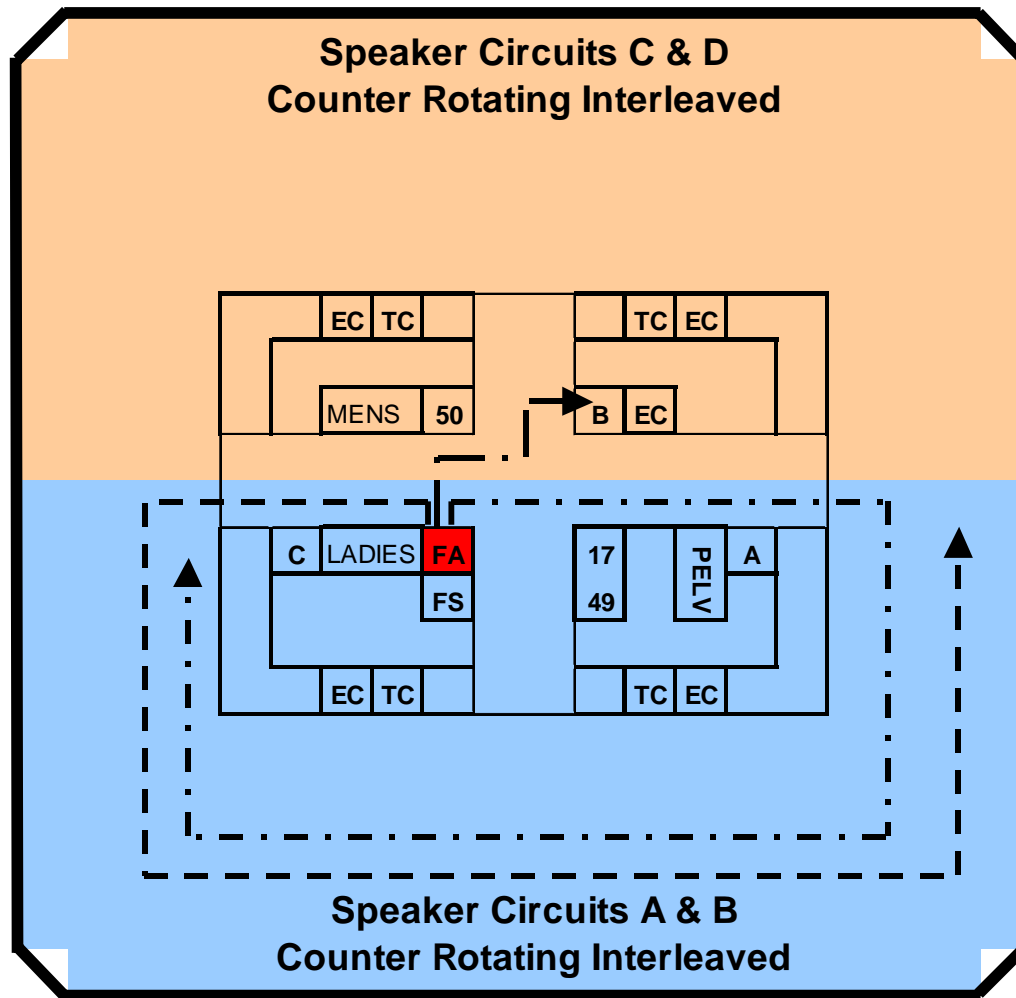 Speaker Circuits C & D
Counter Rotating Interleaved
EC TC TC EC
MENS 50 B EC
C LADIES FA 17 PELV A
FS 49
EC TC TC EC
Speaker Circuits A & B
Counter Rotating Interleaved